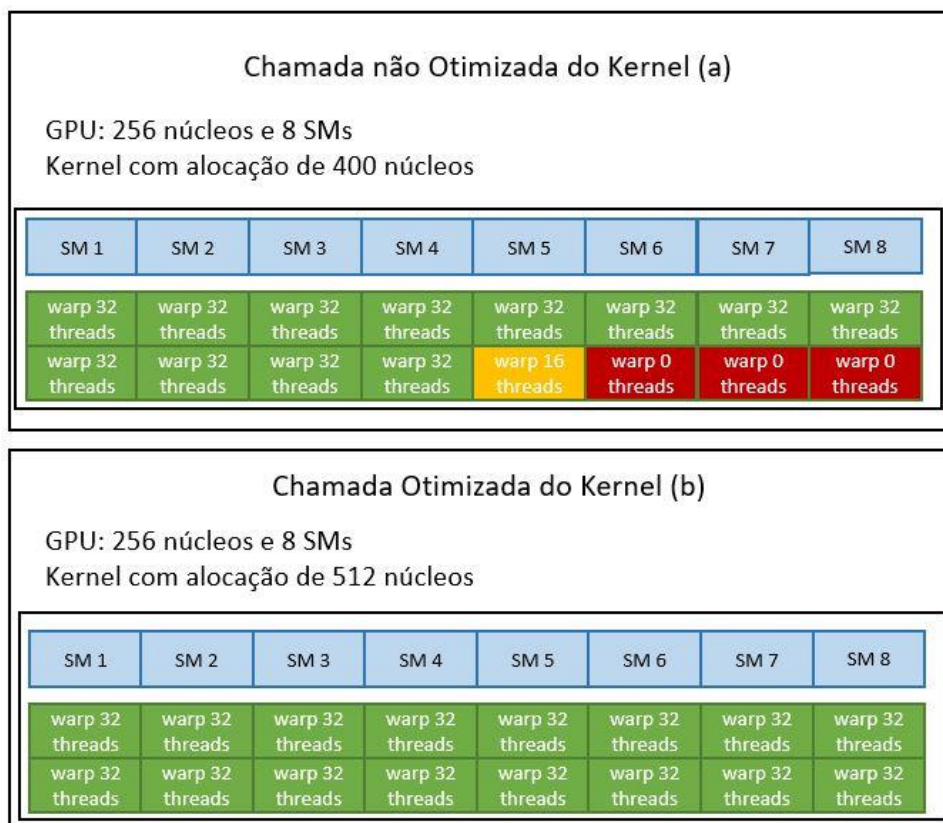 Chamada não Otimizada do Kernel (a)
GPU: 256 núcleos e 8 SMs
Kernel com alocação de 400 núcleos
SM 1 SM 2 SM 3 SM 4 SM 5 SM 6 SM 7 SM 8
warp 32 warp 32 warp 32 warp 32 warp 32 warp 32 warp 32 warp 32
threads threads threads threads threads threads threads threads
warp 32 warp 32 warp 32 warp 32 warp 16 warp 0 warp 0 warp 0
threads threads threads threads threads threads threads threads
Chamada Otimizada do Kernel (b)
GPU: 256 núcleos e 8 SMs
Kernel com alocação de 512 núcleos
SM 1 SM 2 SM 3 SM 4 SM 5 SM 6 SM 7 SM 8
warp 32 warp 32 warp 32 warp 32 warp 32 warp 32 warp 32 warp 32
threads threads threads threads threads threads threads threads
warp 32 warp 32 warp 32 warp 32 warp 32 warp 32 warp 32 warp 32
threads threads threads threads threads threads threads threads